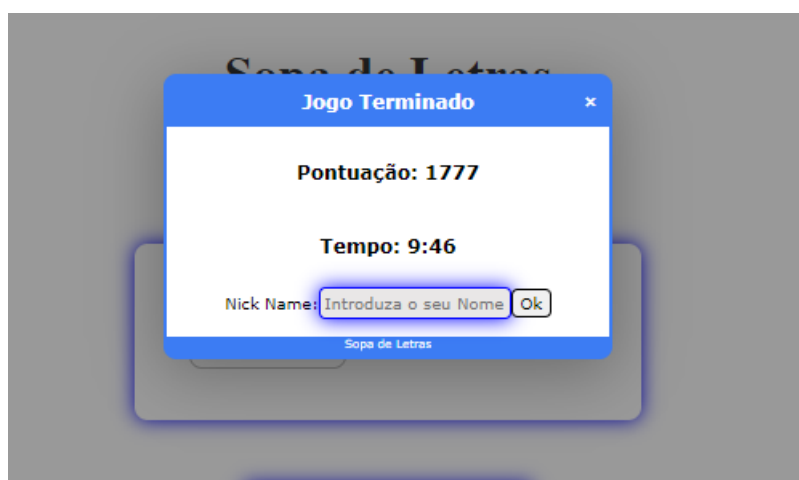 Sopa de Letras
Jogo Terminado ×
Pontuação: 1777
Tempo: 9:46
Nick Name: Introduza o seu Nome Ok
Sopa de Letras